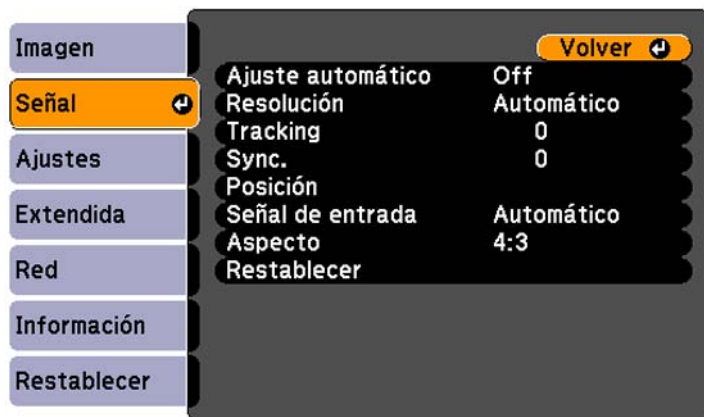 Imagen
Señal
Ajustes
Extendida
Red
Información
Restablecer
Volver
Ajuste automático Off
Resolución Automático
Tracking 0
Sync. 0
Posición
Señal de entrada Automático
Aspecto 4:3
Restablecer